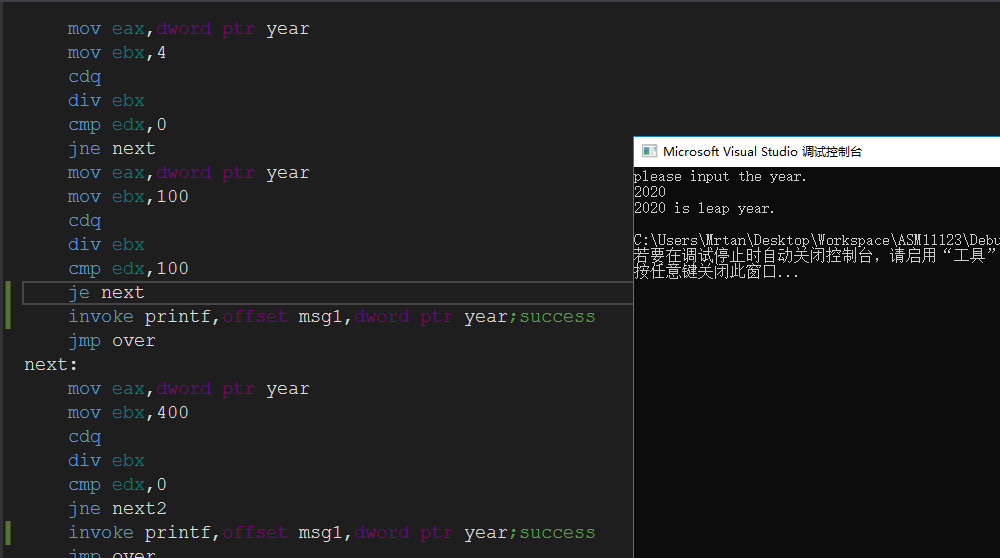 mov eax,dword ptr year
mov ebx,4
cdq
div ebx
cmp edx,0
jne next
mov eax,dword ptr year
mov ebx,100
cdq
div ebx
cmp edx,100
je next
invoke printf,offset msg1,dword ptr year;success
jmp over
next:
mov eax,dword ptr year
mov ebx,400
cdq
div ebx
cmp edx,0
jne next2
invoke printf,offset msg1,dword ptr year;success
jmp over
Microsoft Visual Studio 调试控制台
please input the year.
2020
2020 is leap year.
C:\Users\Mrtan\Desktop\Workspace\ASM11123\Debu
若要在调试停止时自动关闭控制台，请启用“工具”
按任意键关闭此窗口...